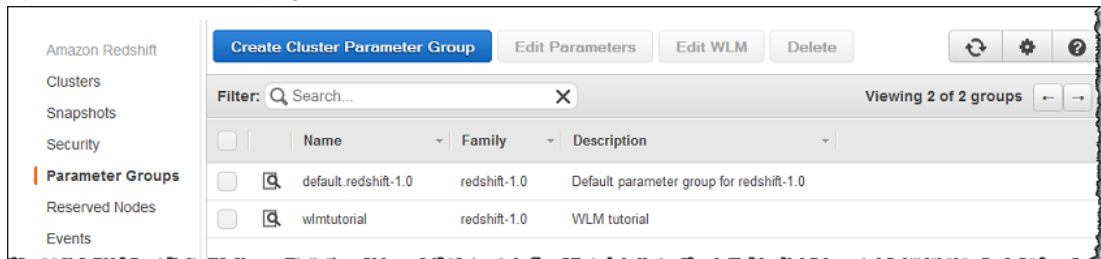 Amazon Redshift
Clusters
Snapshots
Security
Parameter Groups
Reserved Nodes
Events
Create Cluster Parameter Group Edit Parameters Edit WLM Delete
Filter: Search... Viewing 2 of 2 groups
Name Family Description
default.redshift-1.0 redshift-1.0 Default parameter group for redshift-1.0
wlmtutorial redshift-1.0 WLM tutorial